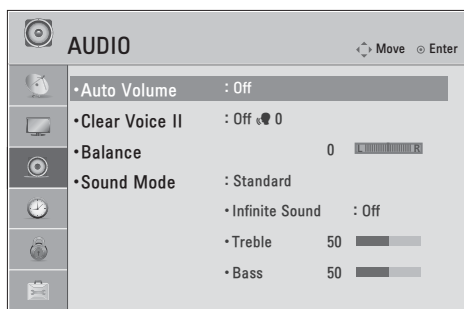 AUDIO Move Enter
•Auto Volume : Off
•Clear Voice II : Off 0
•Balance 0 L R
•Sound Mode : Standard
•Infinite Sound : Off
•Treble 50
•Bass 50